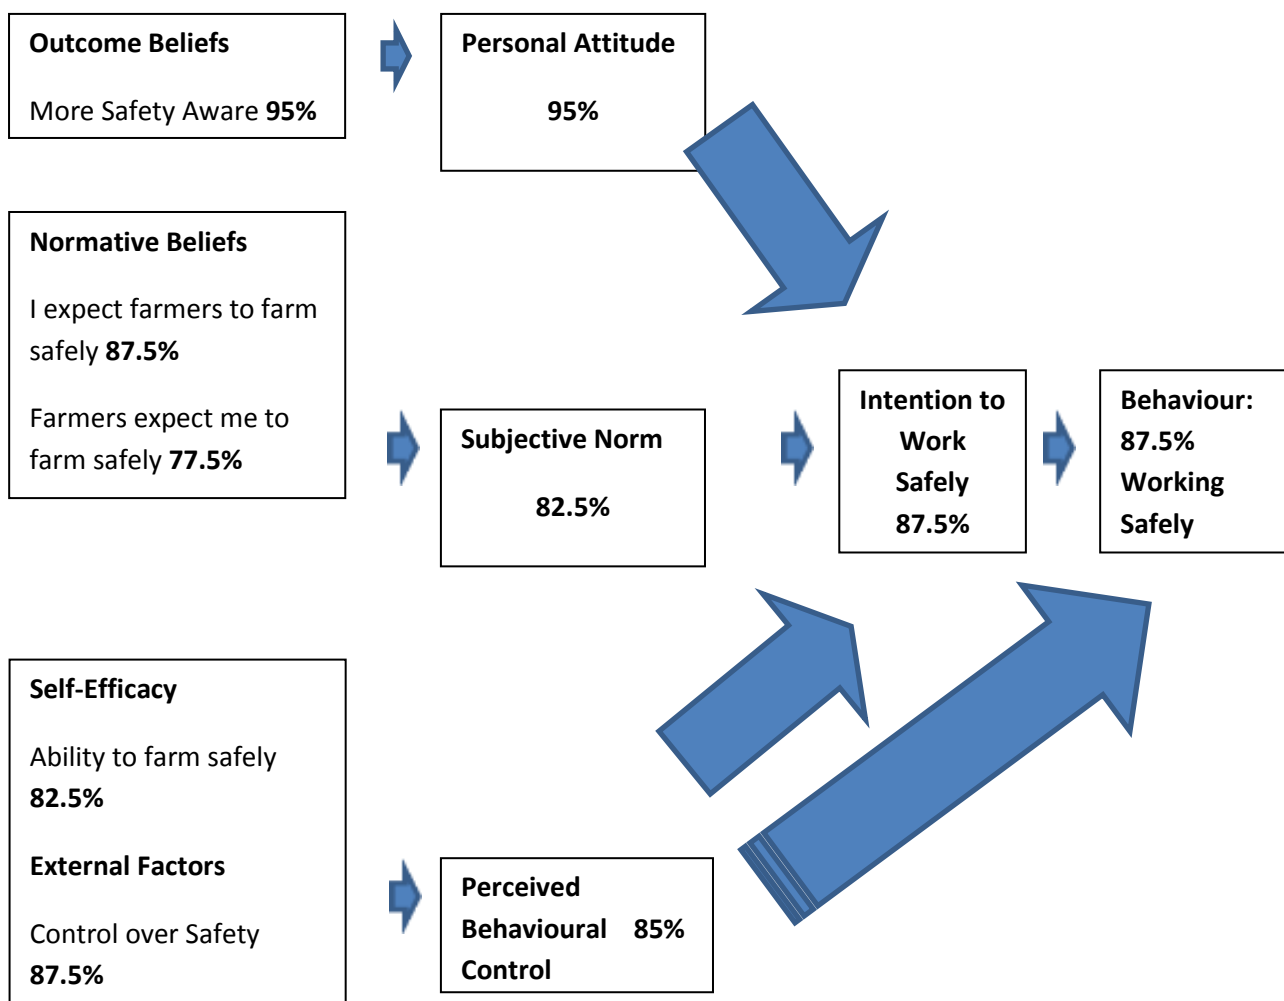 Outcome Beliefs
More Safety Aware 95%
Personal Attitude
95%
Normative Beliefs
I expect farmers to farm
safely 87.5%
Farmers expect me to
farm safely 77.5%
Subjective Norm
82.5%
Intention to
Work
Safely
87.5%
Behaviour:
87.5%
Working
Safely
Self-Efficacy
Ability to farm safely
82.5%
External Factors
Control over Safety
87.5%
Perceived
Behavioural 85%
Control